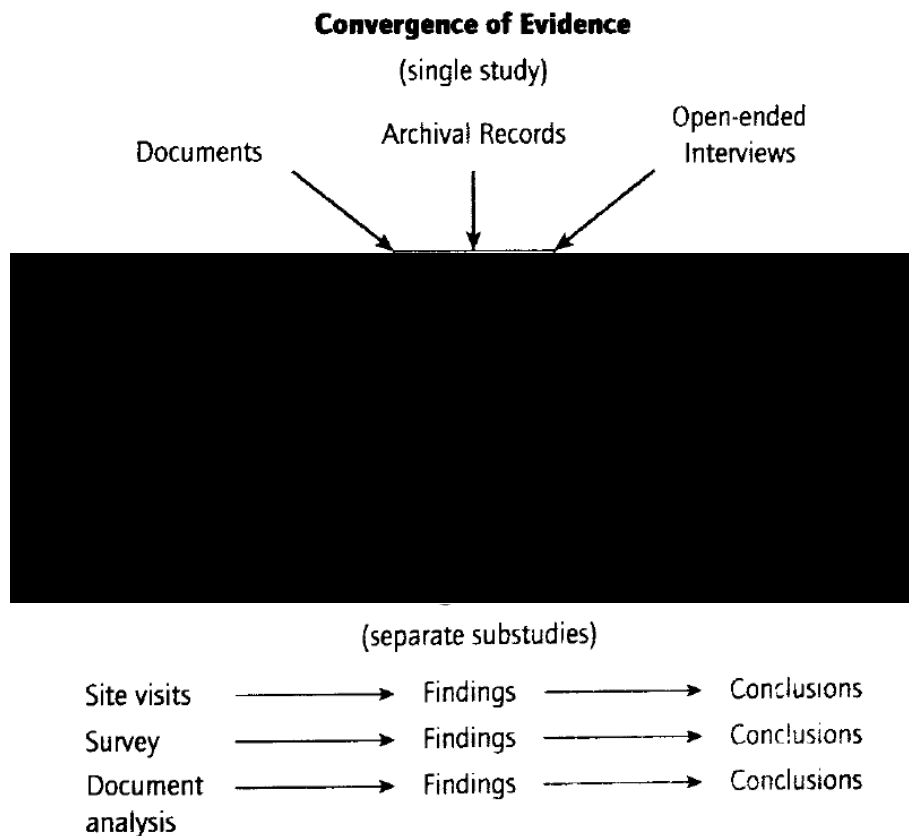 Convergence of Evidence
(single study)
Documents
Archival Records
Open-ended
Interviews
(separate substudies)
Site visits Findings Conclusions
Survey Findings Conclusions
Document Findings Conclusions
analysis